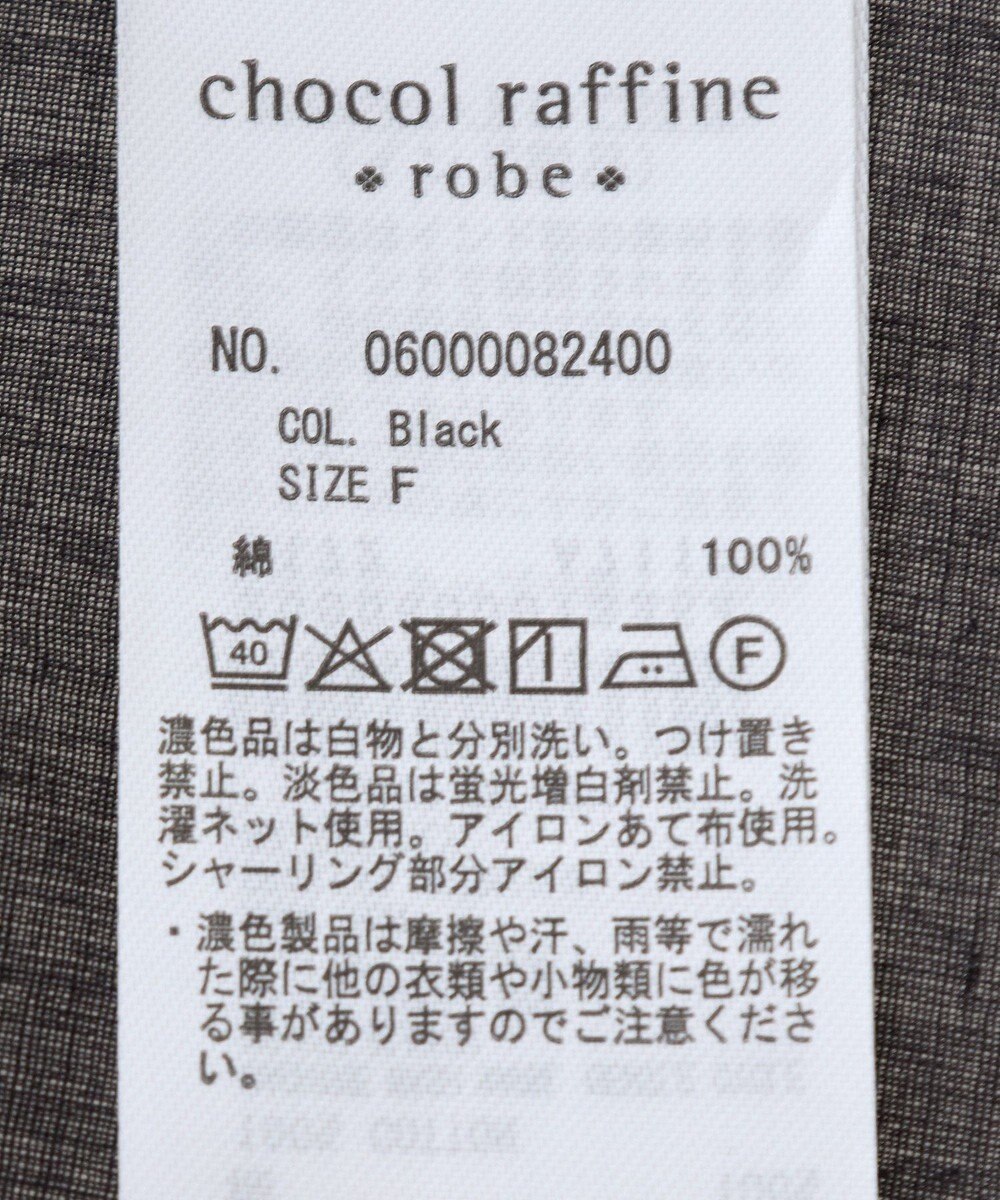 chocol raffine
robe
NO. 06000082400
COL. Black
SIZE F
綿 100%
40 F
濃色品は白物と分別洗い。つけ置き
禁止。淡色品は蛍光増白剤禁止。洗
濯ネット使用。アイロンあて布使用。
シャーリング部分アイロン禁止。
・濃色製品は摩擦や汗、雨等で濡れ
た際に他の衣類や小物類に色が移
る事がありますのでご注意くださ
い。